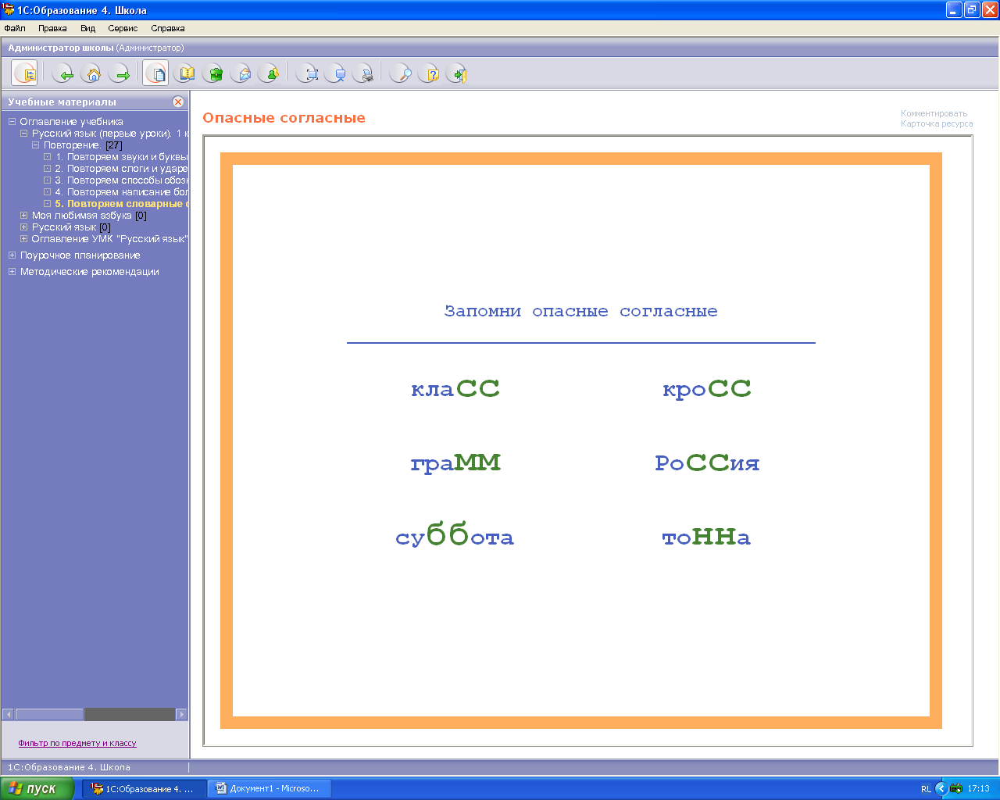 1С:Образование 4. Школа
Файл Правка Вид Сервис Справка
Администратор школы (Администратор)
Учебные материалы
Оглавление учебника
Русский язык (первые уроки). 1 к
Повторение. [27]
1. Повторяем звуки и буквы
2. Повторяем слоги и ударе
3. Повторяем способы обозн
4. Повторяем написание бол
5. Повторяем словарные с
Моя любимая азбука [0]
Русский язык [0]
Оглавление УМК "Русский язык"
Поурочное планирование
Методические рекомендации
Фильтр по предмету и классу
Опасные согласные
Комментировать
Карточка ресурса
Запомни опасные согласные
клаСС кроСС
граММ РоССия
суббота тоННа
1С:Образование 4. Школа
пуск 1С:Образование 4. ... Документ1 - Microso... RL 17:13